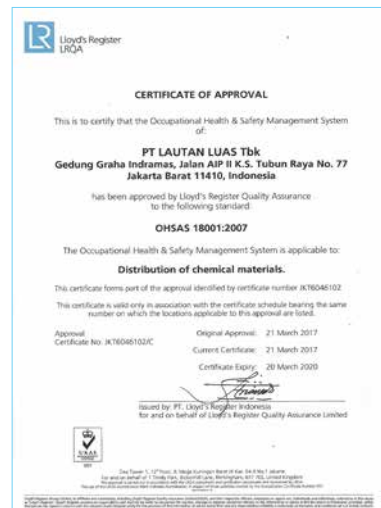 LR
Lloyd's Register
LRQA
CERTIFICATE OF APPROVAL
This is to certify that the Occupational Health & Safety Management System
of:
PT LAUTAN LUAS Tbk
Gedung Graha Indramas, Jalan AIP II K.S. Tubun Raya No. 77
Jakarta Barat 11410, Indonesia
has been approved by Lloyd's Register Quality Assurance
to the following standard
OHSAS 18001:2007
The Occupational Health & Safety Management System is applicable to:
Distribution of chemical materials.
This certificate forms part of the approval identified by certificate number JKT6046102
This certificate is valid only in association with the certificate schedule bearing the same
number on which the locations applicable to this approval are listed.
Approval Original Approval: 21 March 2017
Certificate No: JKT6046102/C
Current Certificate: 21 March 2017
Certificate Expiry: 20 March 2020
Issued by: PT. Lloyd's Register Indonesia
for and on behalf of Lloyd's Register Quality Assurance Limited
UKAS
001